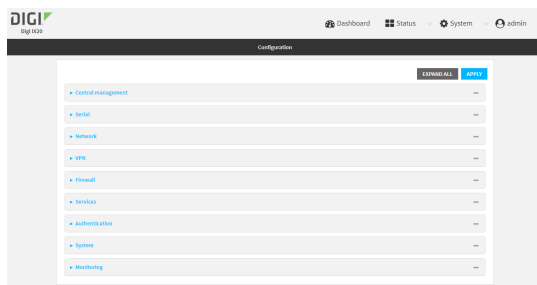 DIGI
Digi IX20
Dashboard
Status
System
admin
Configuration
EXPAND ALL
APPLY
Central management
Serial
Network
VPN
Firewall
Services
Authentication
System
Monitoring